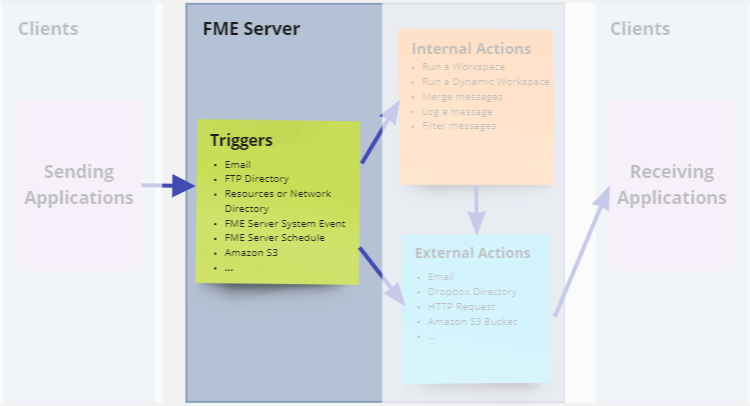 Clients
Sending
Applications
FME Server
Triggers
• Email
• FTP Directory
• Resources or Network
Directory
• FME Server System Event
• FME Server Schedule
• Amazon S3
• ...
Internal Actions
• Run a Workspace
• Run a Dynamic Workspace
• Merge messages
• Log a message
• Filter messages
External Actions
• Email
• Dropbox Directory
• HTTP Request
• Amazon S3 Bucket
• ...
Clients
Receiving
Applications